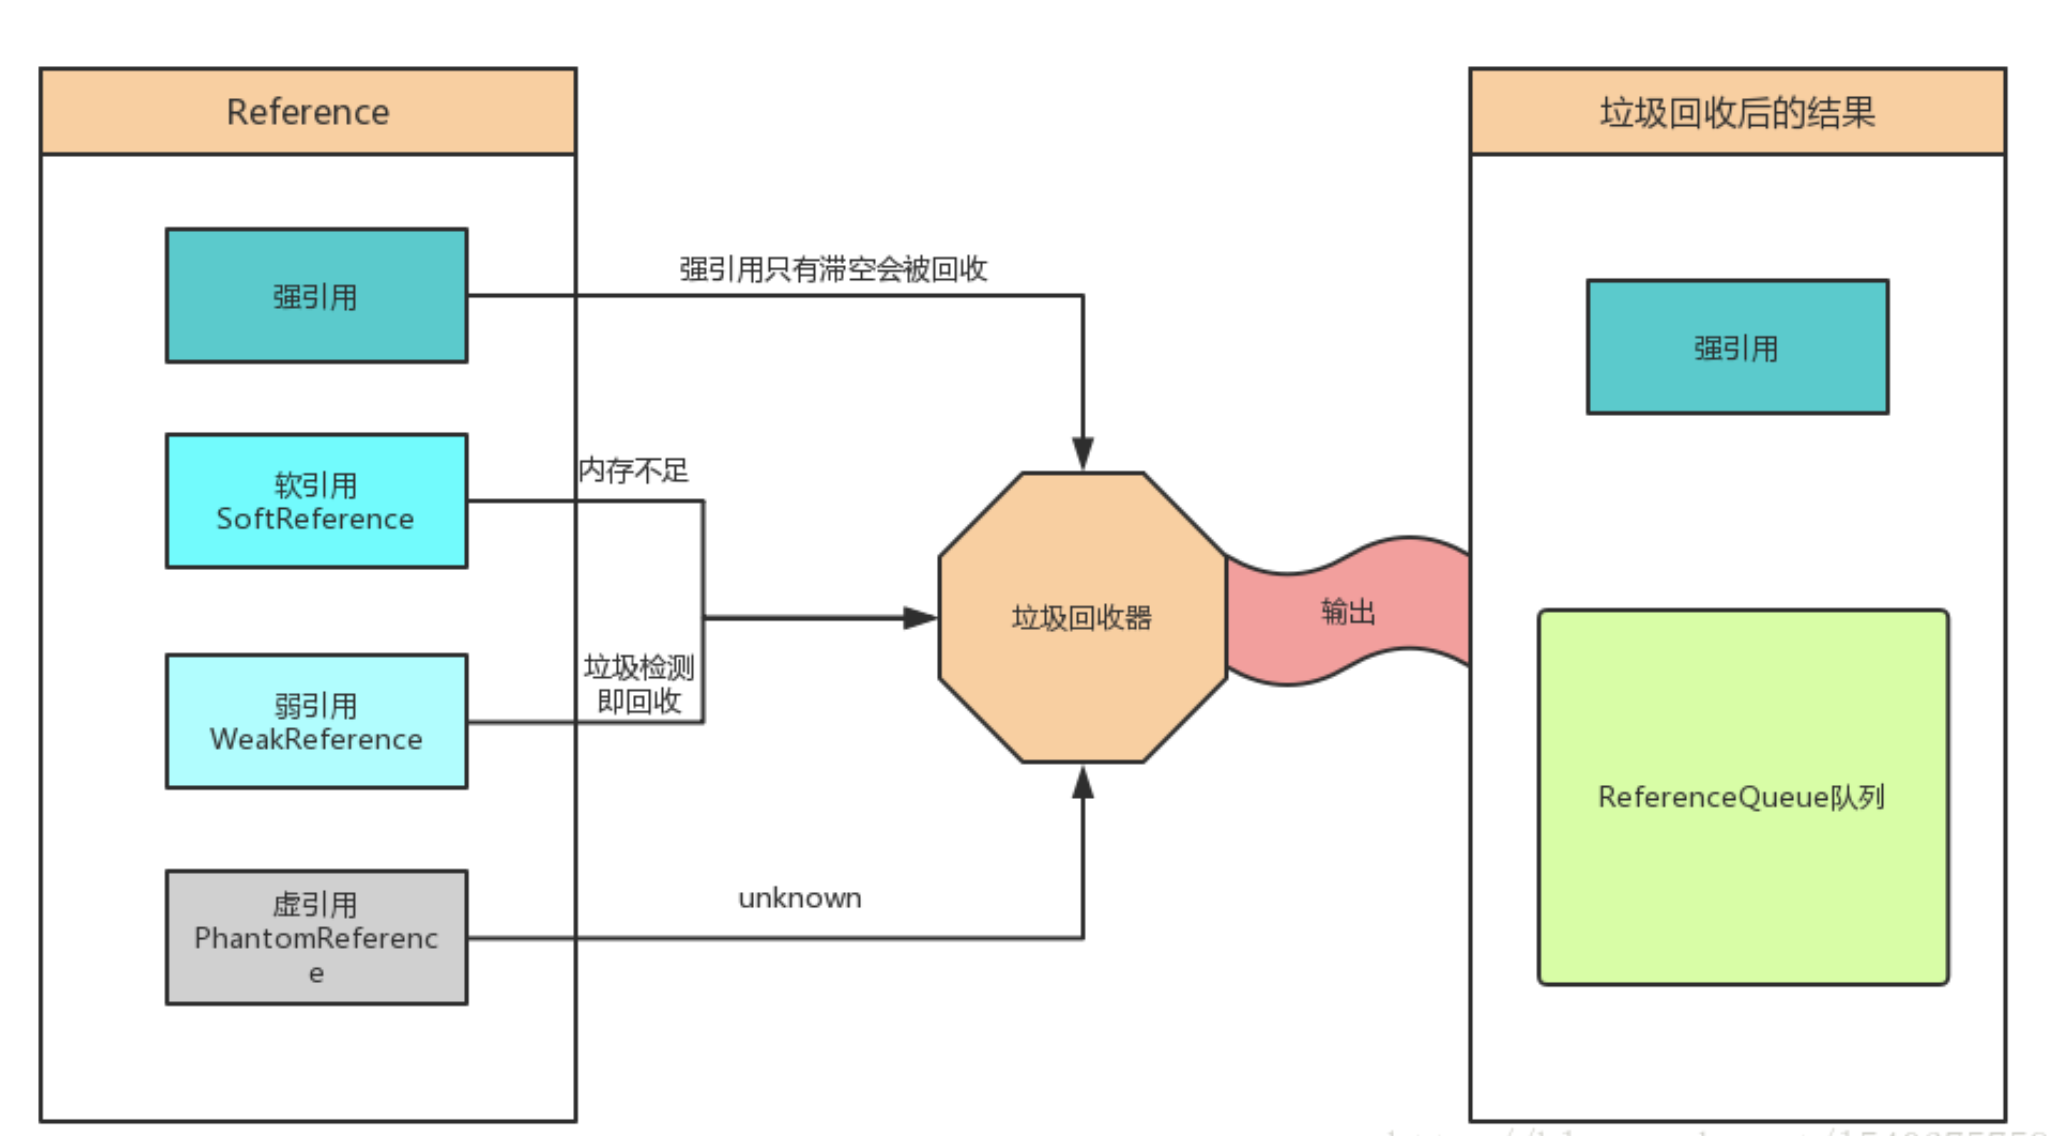 Reference
垃圾回收后的结果
强引用
强引用只有滞空会被回收
强引用
软引用
SoftReference
内存不足
垃圾回收器
输出
弱引用
WeakReference
垃圾检测
即回收
ReferenceQueue队列
虚引用
PhantomReferenc
e
unknown